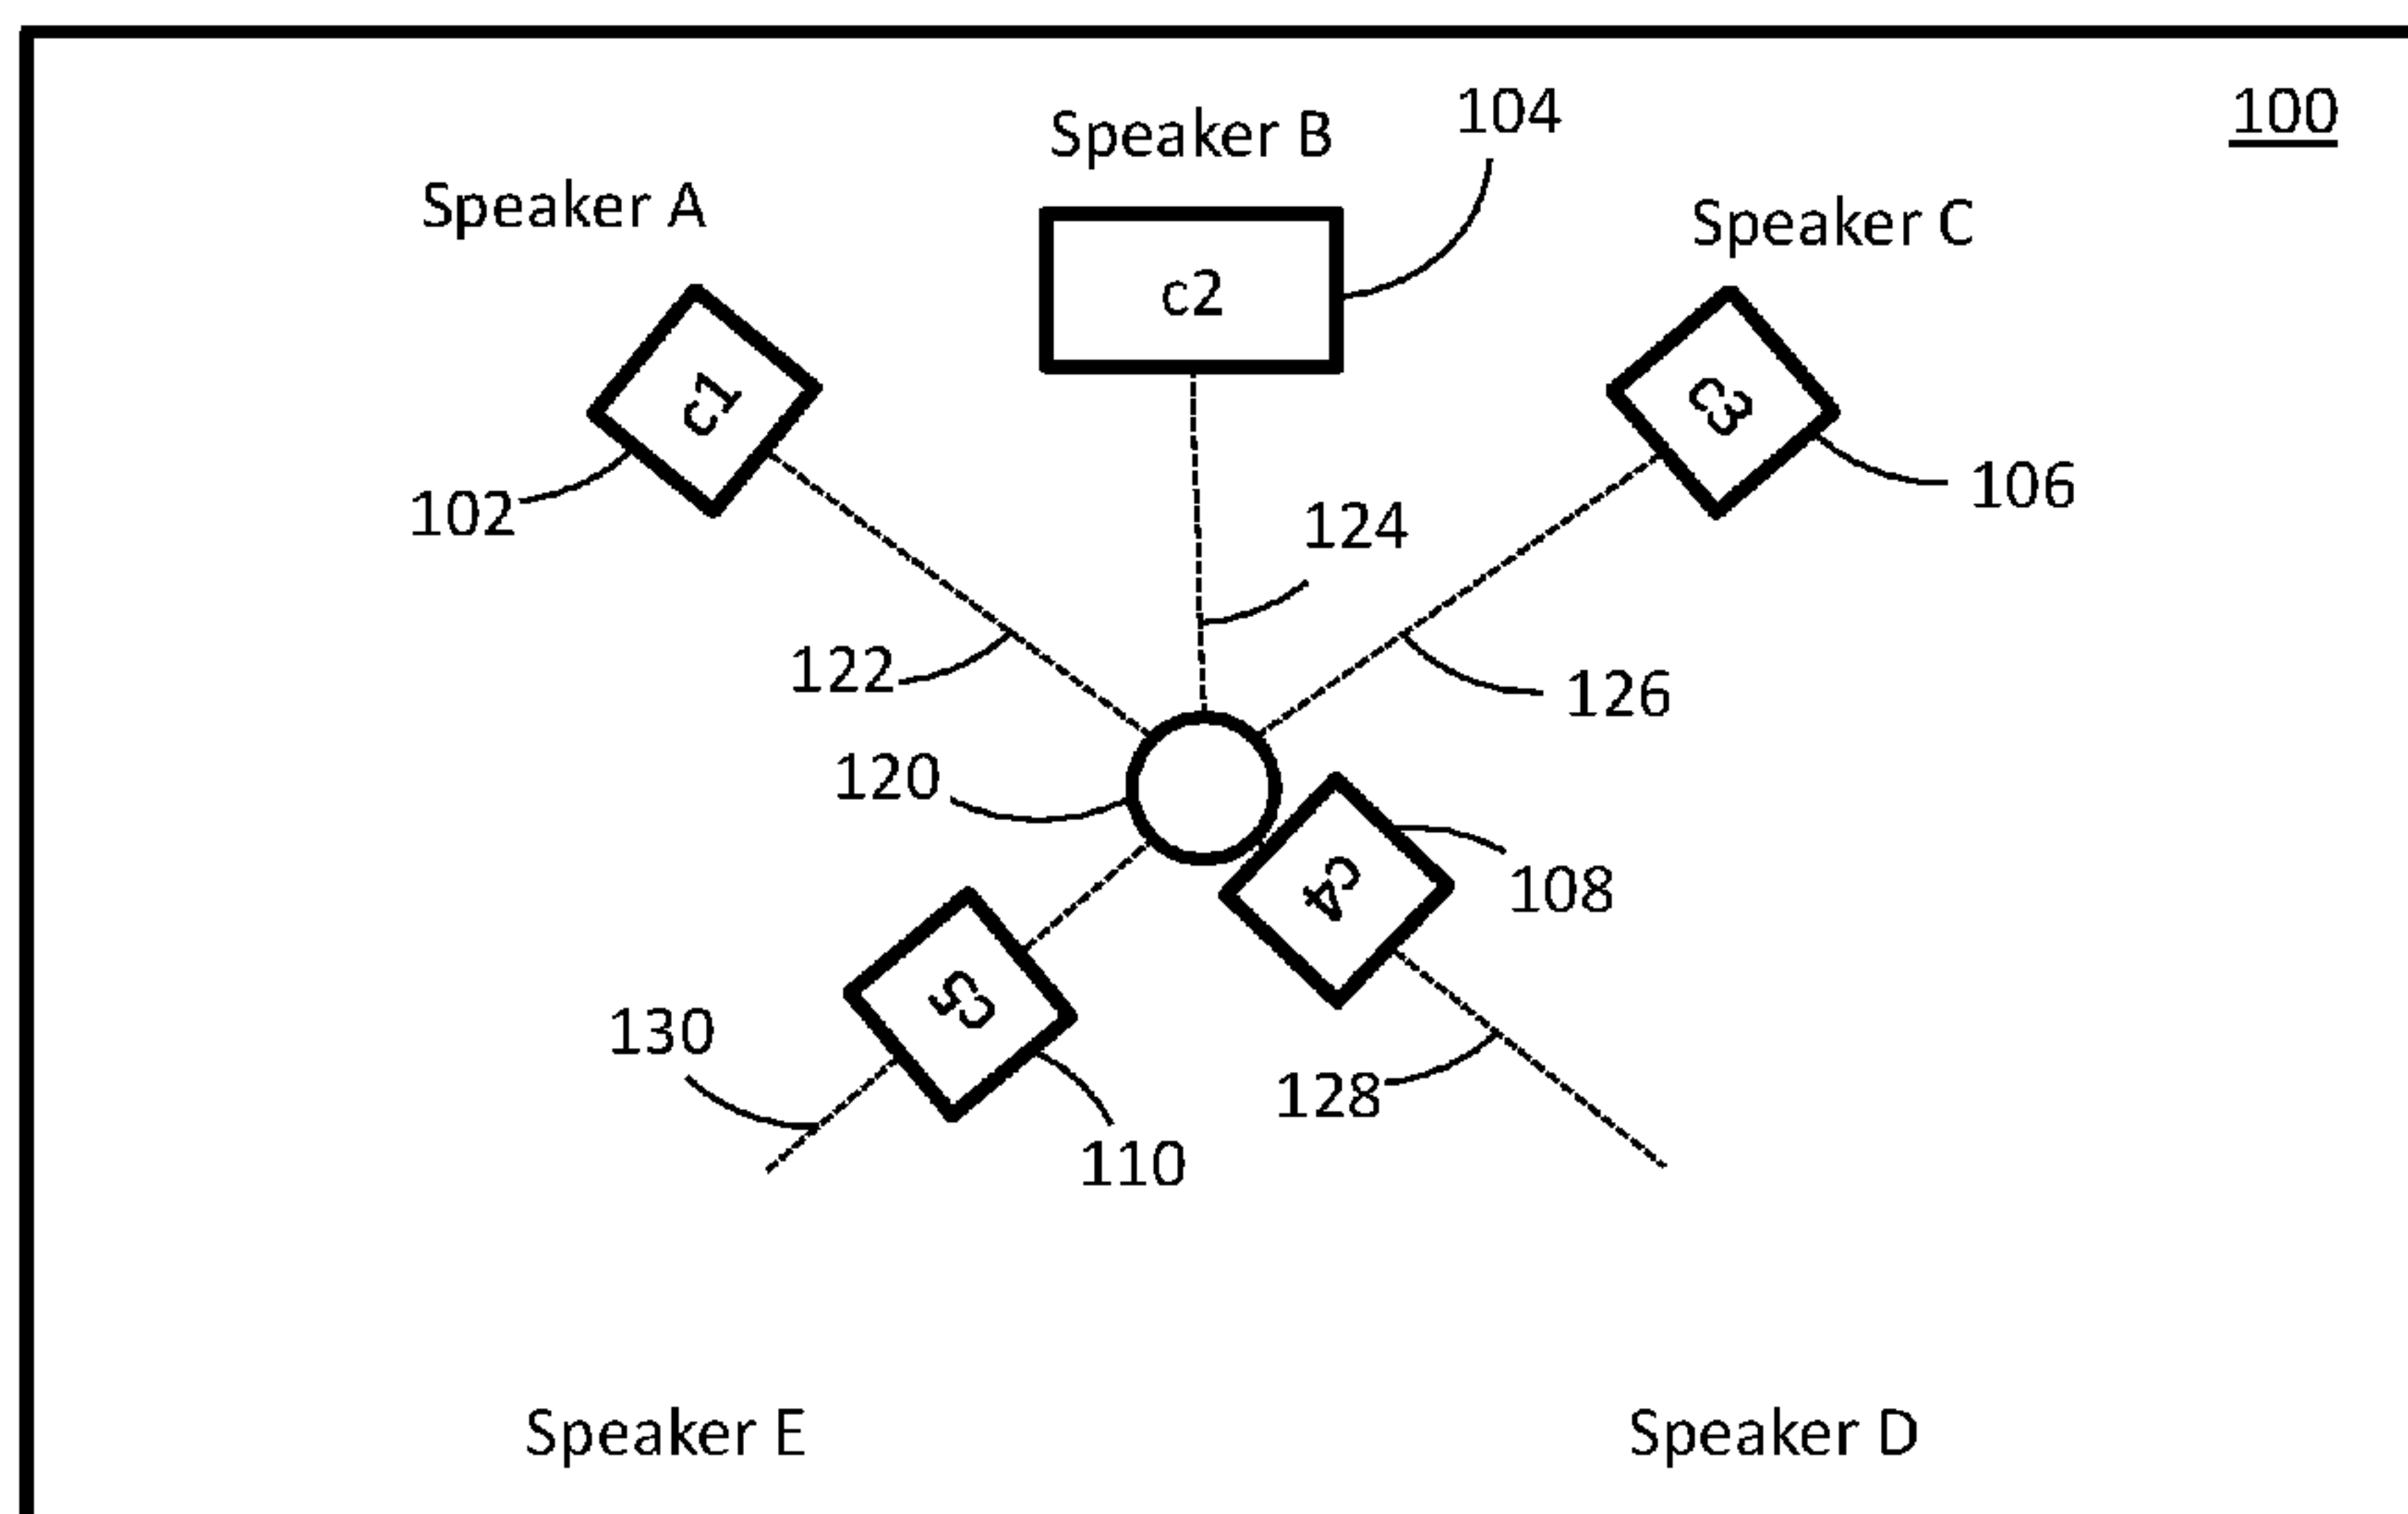 100
Speaker B
104
Speaker A
Speaker C
c2
c1
c3
102
106
124
122
126
120
c4
108
c5
130
128
110
Speaker E
Speaker D